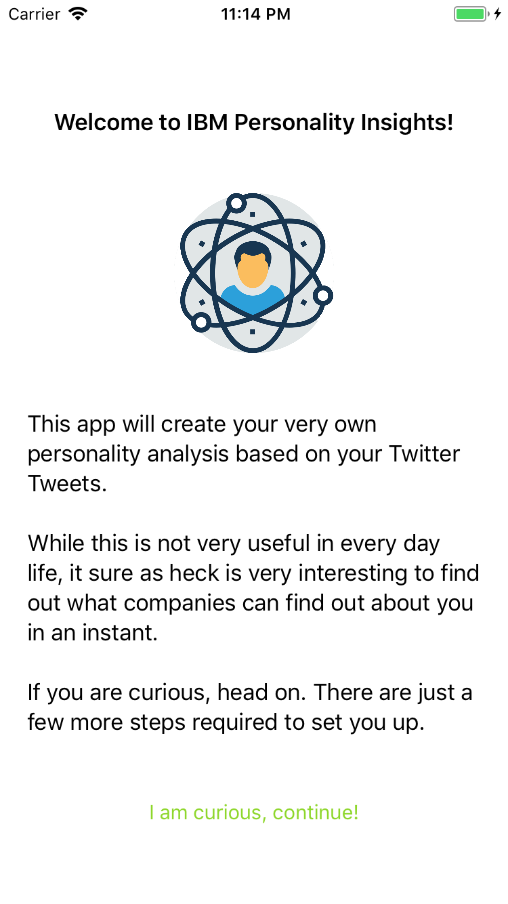 Carrier 11:14 PM
Welcome to IBM Personality Insights!
This app will create your very own
personality analysis based on your Twitter
Tweets.
While this is not very useful in every day
life, it sure as heck is very interesting to find
out what companies can find out about you
in an instant.
If you are curious, head on. There are just a
few more steps required to set you up.
I am curious, continue!